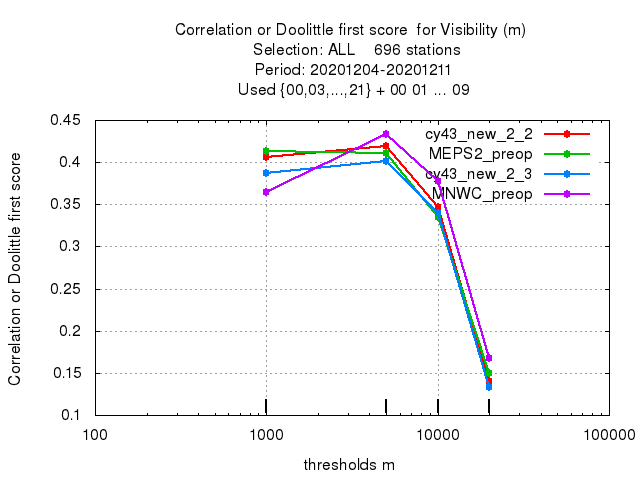 Correlation or Doolittle first score  for Visibility (m)
Selection: ALL    696 stations
Period: 20201204-20201211
Used {00,03,...,21} + 00 01 ... 09
Correlation or Doolittle first score
0.45
0.4
0.35
0.3
0.25
0.2
0.15
0.1
cy43_new_2_2
MEPS2_preop
cy43_new_2_3
MNWC_preop
100
1000
10000
100000
thresholds m